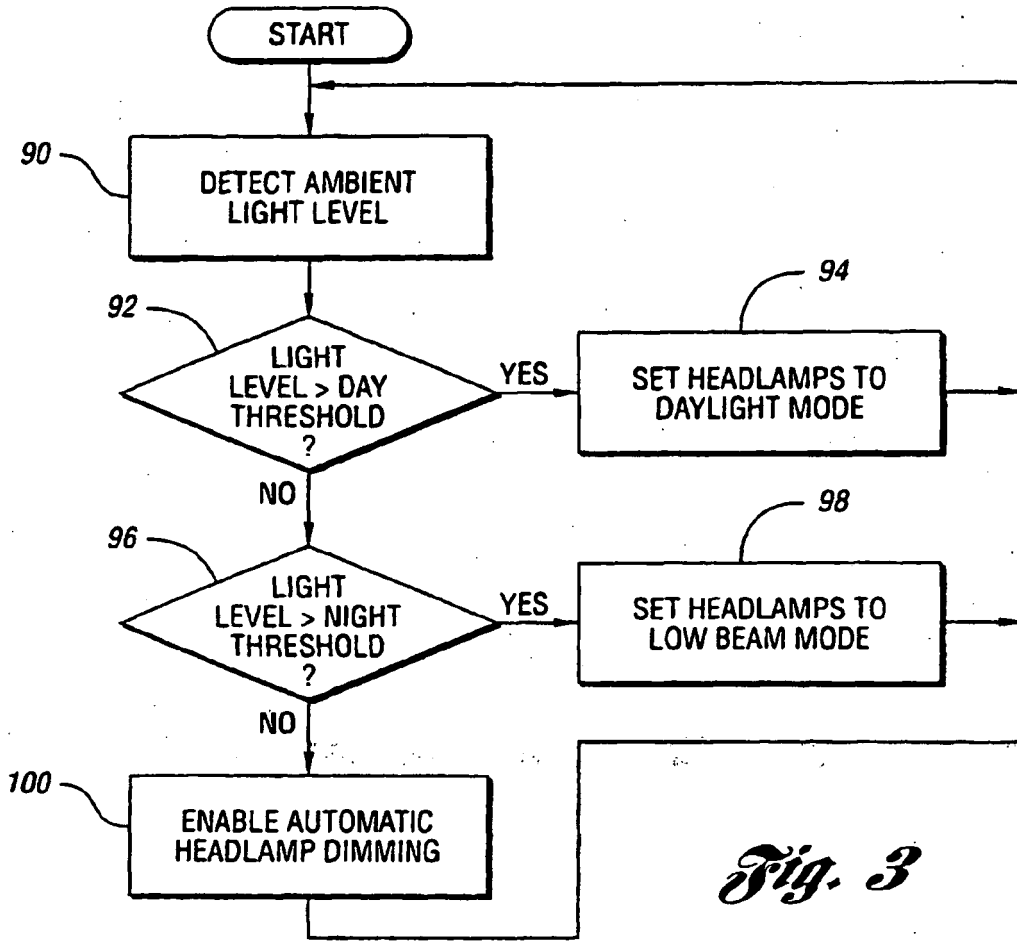 START
90
DETECT AMBIENT
LIGHT LEVEL
92
LIGHT
LEVEL > DAY
THRESHOLD
?
YES
94
SET HEADLAMPS TO
DAYLIGHT MODE
NO
96
LIGHT
LEVEL > NIGHT
THRESHOLD
?
YES
98
SET HEADLAMPS TO
LOW BEAM MODE
NO
100
ENABLE AUTOMATIC
HEADLAMP DIMMING
Fig. 3